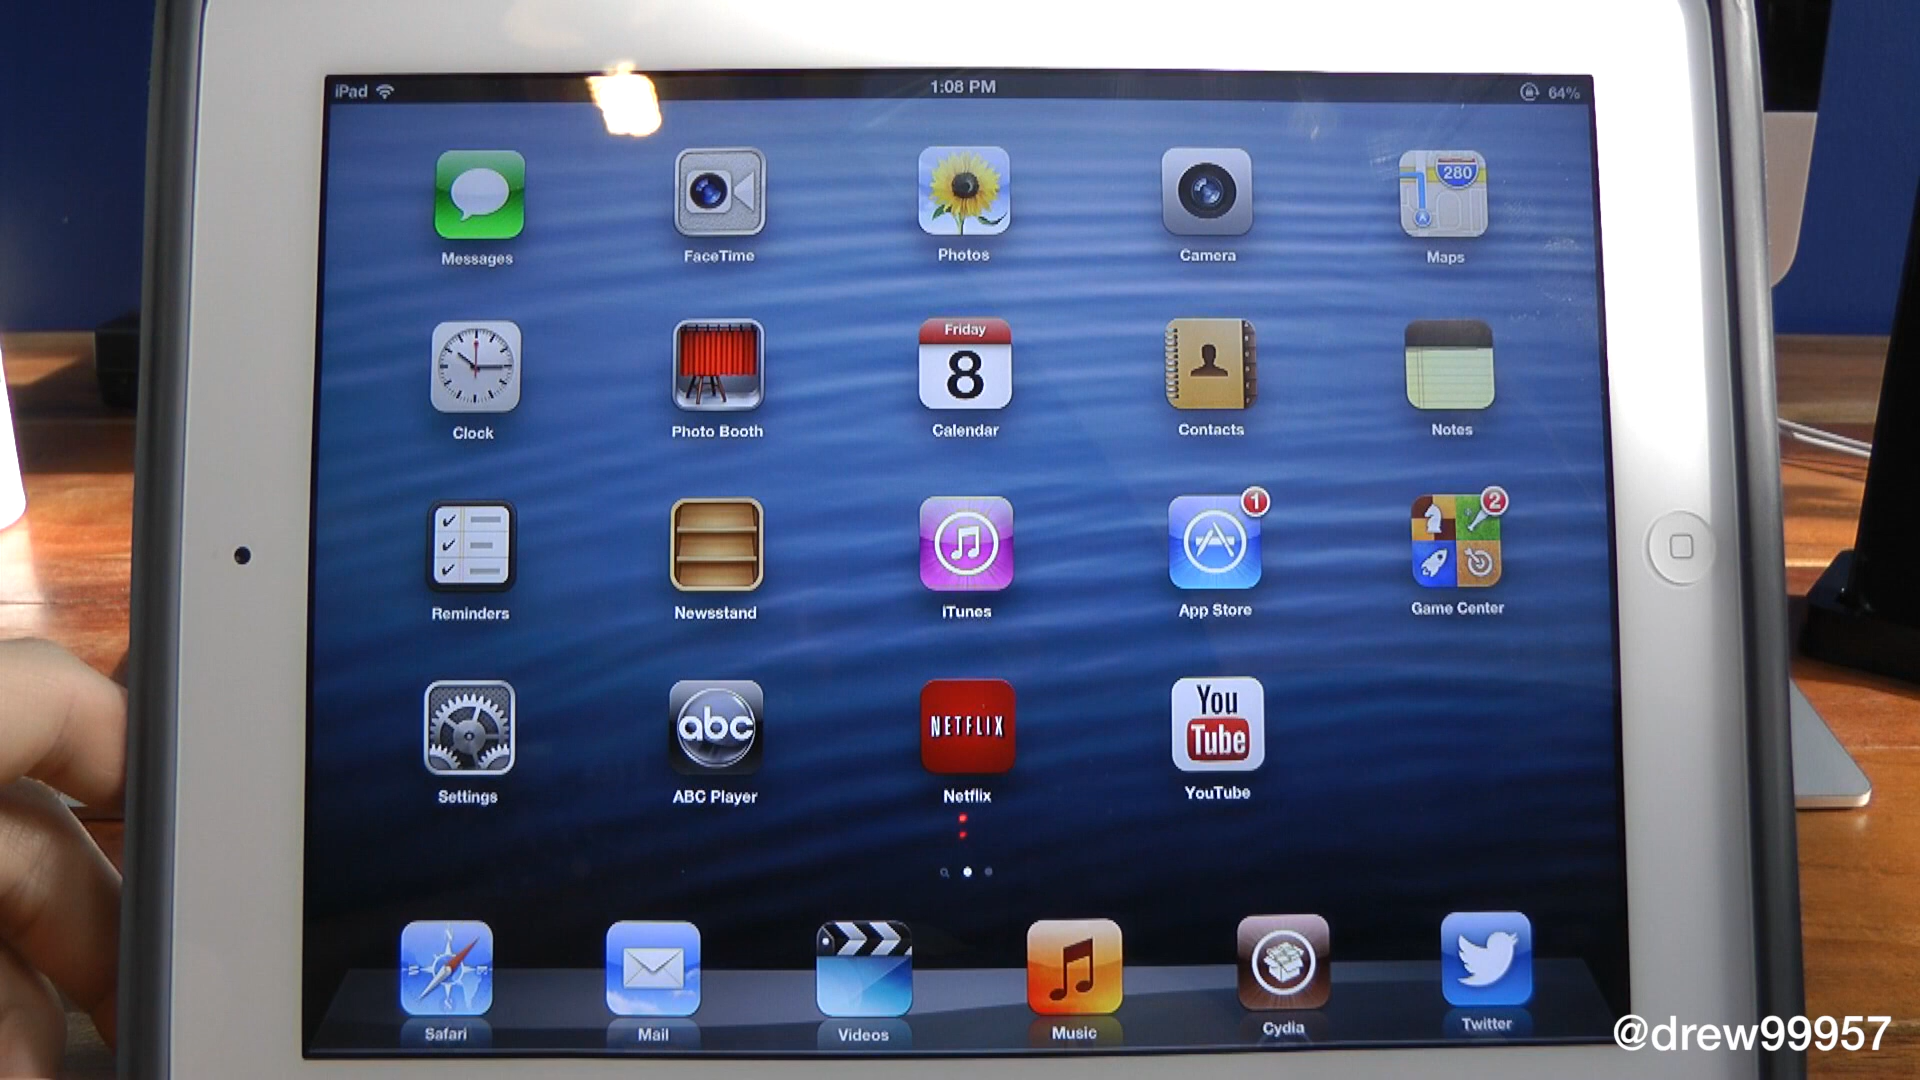 iPad 1:08 PM 64%
280
Messages FaceTime Photos Camera Maps
Friday
8
Clock Photo Booth Calendar Contacts Notes
1 2
Reminders Newsstand iTunes App Store Game Center
abc NETFLIX You
Tube
Settings ABC Player Netflix YouTube
Safari Mail Videos Music Cydia Twitter
@drew99957